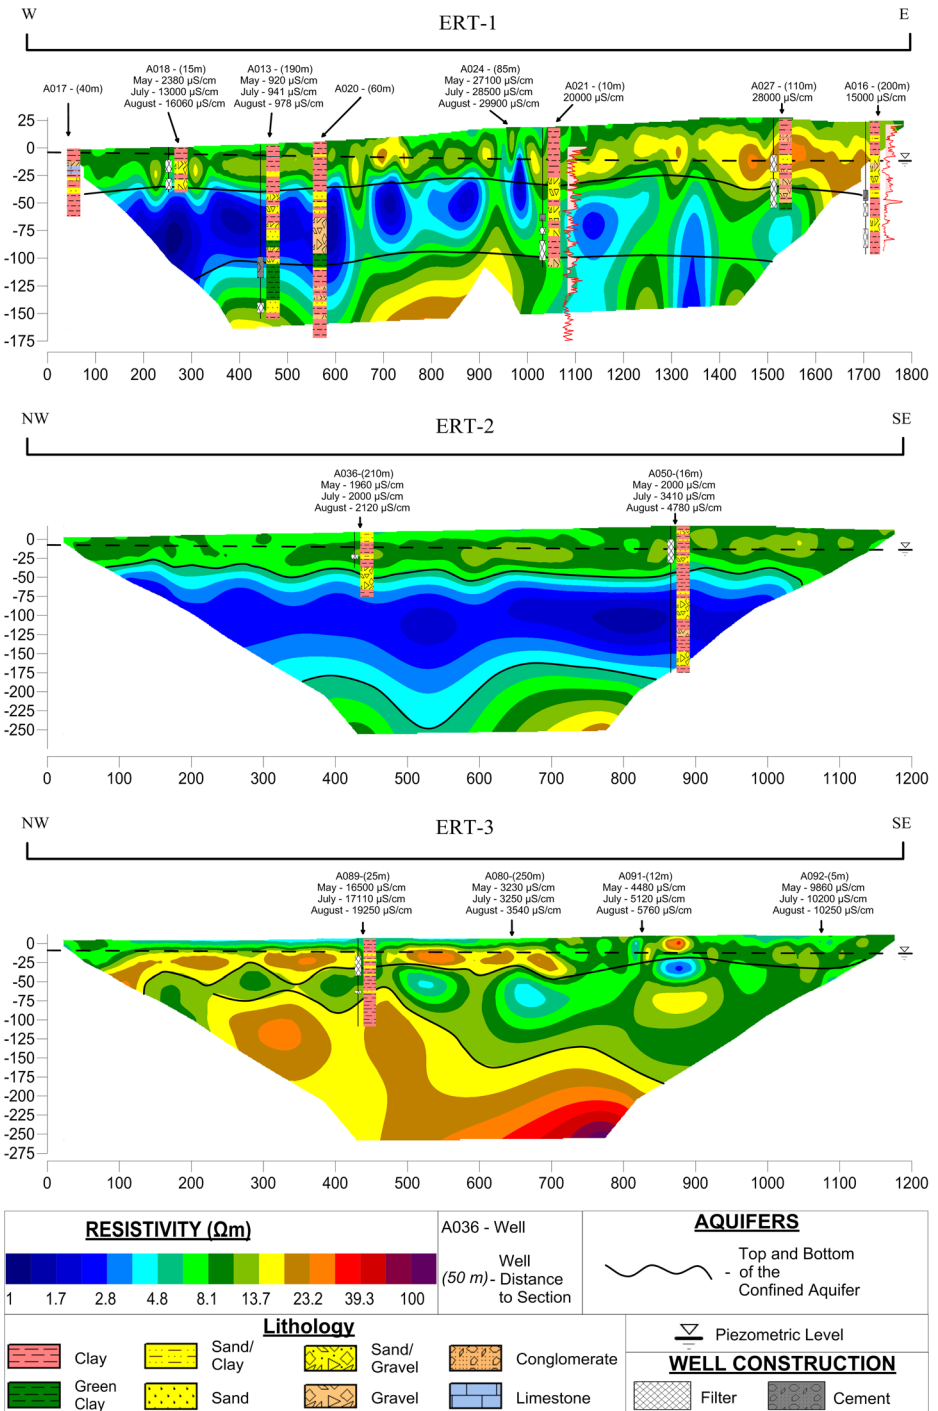 W
ERT-1
E
A017 - (40m)
A018 - (15m)
May - 2380 µS/cm
July - 13000 µS/cm
August - 16060 µS/cm
A013 - (190m)
May - 920 µS/cm
July - 941 µS/cm
August - 978 µS/cm
A020 - (60m)
A024 - (85m)
May - 27100 µS/cm
July - 28500 µS/cm
August - 29900 µS/cm
A021 - (10m)
20000 µS/cm
A027 - (110m)
28000 µS/cm
A016 - (200m)
15000 µS/cm
25
0
-25
-50
-75
-100
-125
-150
-175
0 100 200 300 400 500 600 700 800 900 1000 1100 1200 1300 1400 1500 1600 1700 1800
NW
ERT-2
SE
A036-(210m)
May - 1960 µS/cm
July - 2000 µS/cm
August - 2120 µS/cm
A050-(16m)
May - 2000 µS/cm
July - 3410 µS/cm
August - 4780 µS/cm
0
-25
-50
-75
-100
-125
-150
-175
-200
-225
-250
0 100 200 300 400 500 600 700 800 900 1000 1100 1200
NW
ERT-3
SE
A089-(25m)
May - 16500 µS/cm
July - 17110 µS/cm
August - 19250 µS/cm
A080-(250m)
May - 3230 µS/cm
July - 3250 µS/cm
August - 3540 µS/cm
A091-(12m)
May - 4480 µS/cm
July - 5120 µS/cm
August - 5760 µS/cm
A092-(5m)
May - 9860 µS/cm
July - 10200 µS/cm
August - 10250 µS/cm
0
-25
-50
-75
-100
-125
-150
-175
-200
-225
-250
-275
0 100 200 300 400 500 600 700 800 900 1000 1100 1200
RESISTIVITY (Ωm)
1 1.7 2.8 4.8 8.1 13.7 23.2 39.3 100
A036 - Well
(50 m) - Well
Distance
to Section
AQUIFERS
- Top and Bottom
of the
Confined Aquifer
Lithology
Clay
Sand/
Clay
Sand/
Gravel
Conglomerate
Green
Clay
Sand
Gravel
Limestone
Piezometric Level
WELL CONSTRUCTION
Filter
Cement